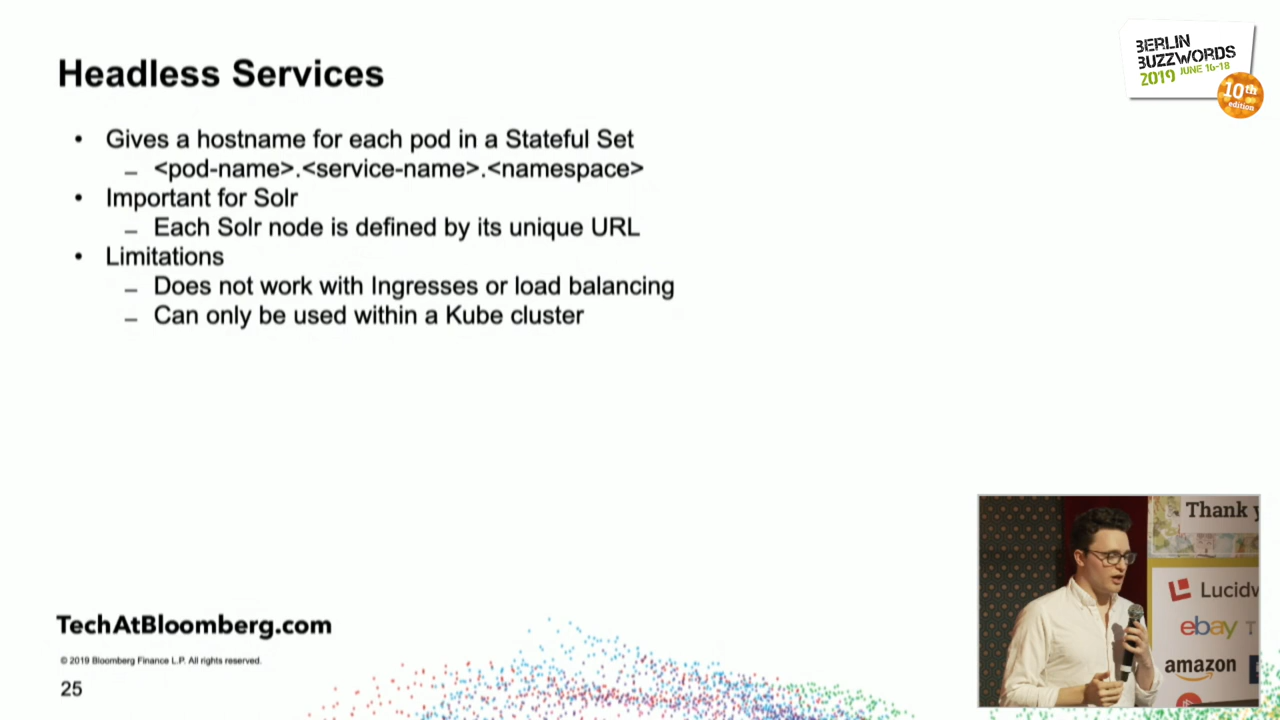 Headless Services
• Gives a hostname for each pod in a Stateful Set
– <pod-name>.<service-name>.<namespace>
• Important for Solr
– Each Solr node is defined by its unique URL
• Limitations
– Does not work with Ingresses or load balancing
– Can only be used within a Kube cluster
BERLIN
BUZZWORDS
2019 JUNE 16-18
10th
edition
Thank y
Lucidw
ebay T
amazon
TechAtBloomberg.com
© 2019 Bloomberg Finance L.P. All rights reserved.
25